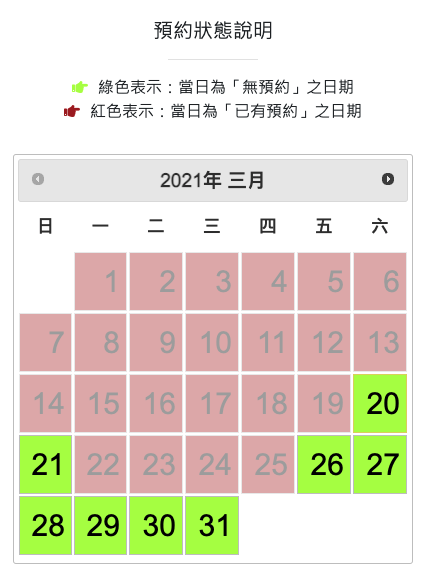 預約狀態說明
綠色表示：當日為「無預約」之日期
紅色表示：當日為「已有預約」之日期
2021年 三月
日 一 二 三 四 五 六
1 2 3 4 5 6
7 8 9 10 11 12 13
14 15 16 17 18 19 20
21 22 23 24 25 26 27
28 29 30 31